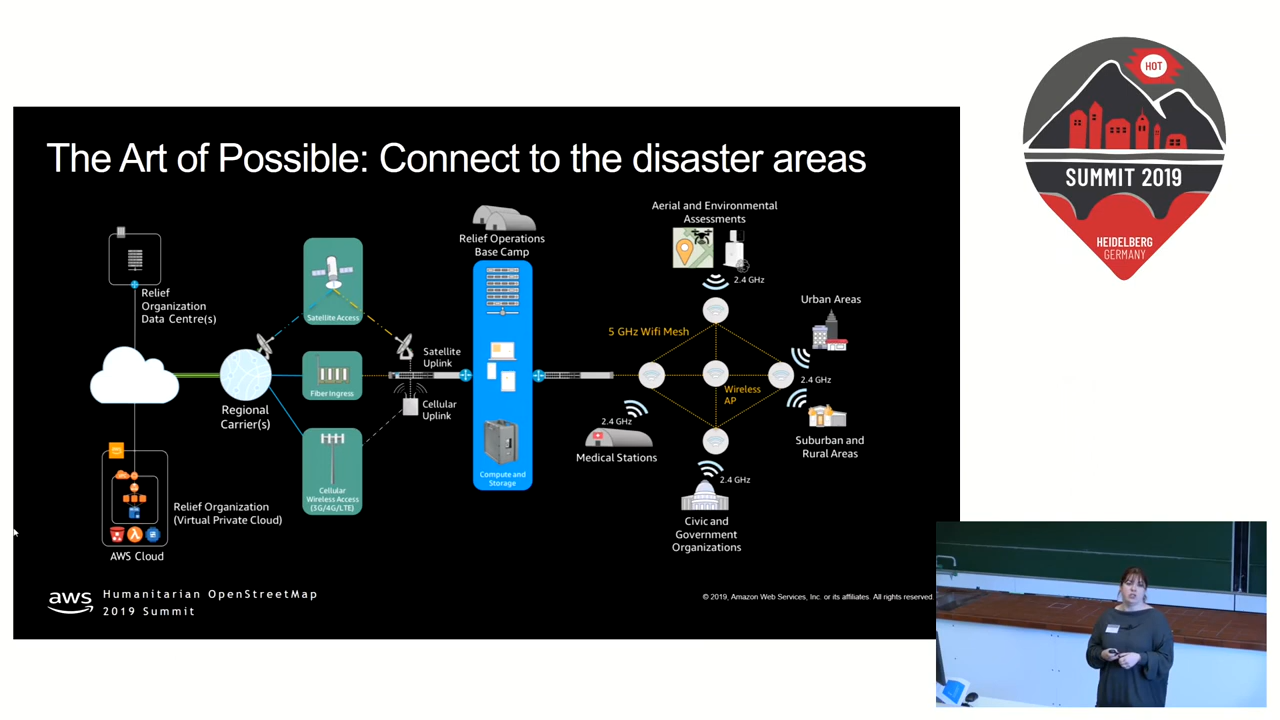 The Art of Possible: Connect to the disaster areas
Relief
Organization
Data Centre(s)
Regional
Carrier(s)
Relief Organization
(Virtual Private Cloud)
AWS Cloud
Satellite Access
Fiber Ingress
Cellular
Wireless Access
(3G/4G/LTE)
Satellite
Uplink
Cellular
Uplink
Relief Operations
Base Camp
Compute and
Storage
Aerial and Environmental
Assessments
2.4 GHz
5 GHz Wifi Mesh
Wireless
AP
Urban Areas
2.4 GHz
Suburban and
Rural Areas
2.4 GHz
Medical Stations
2.4 GHz
Civic and
Government
Organizations
aws
Humanitarian OpenStreetMap
2019 Summit
© 2019, Amazon Web Services, Inc. or its affiliates. All rights reserved.
HOT
SUMMIT 2019
HEIDELBERG
GERMANY